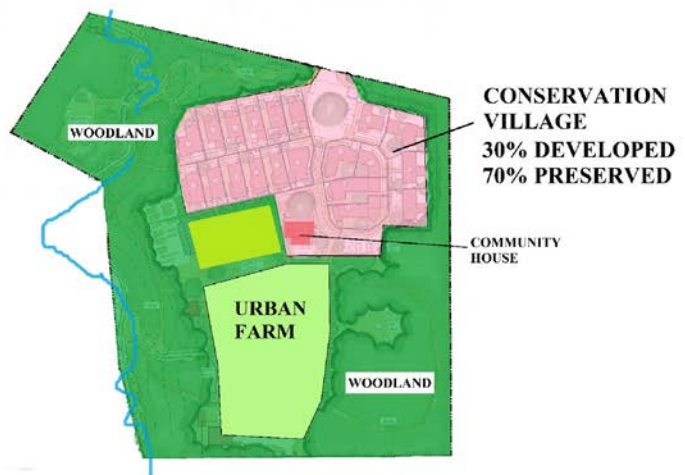 WOODLAND
CONSERVATION
VILLAGE
30% DEVELOPED
70% PRESERVED
COMMUNITY
HOUSE
URBAN
FARM
WOODLAND